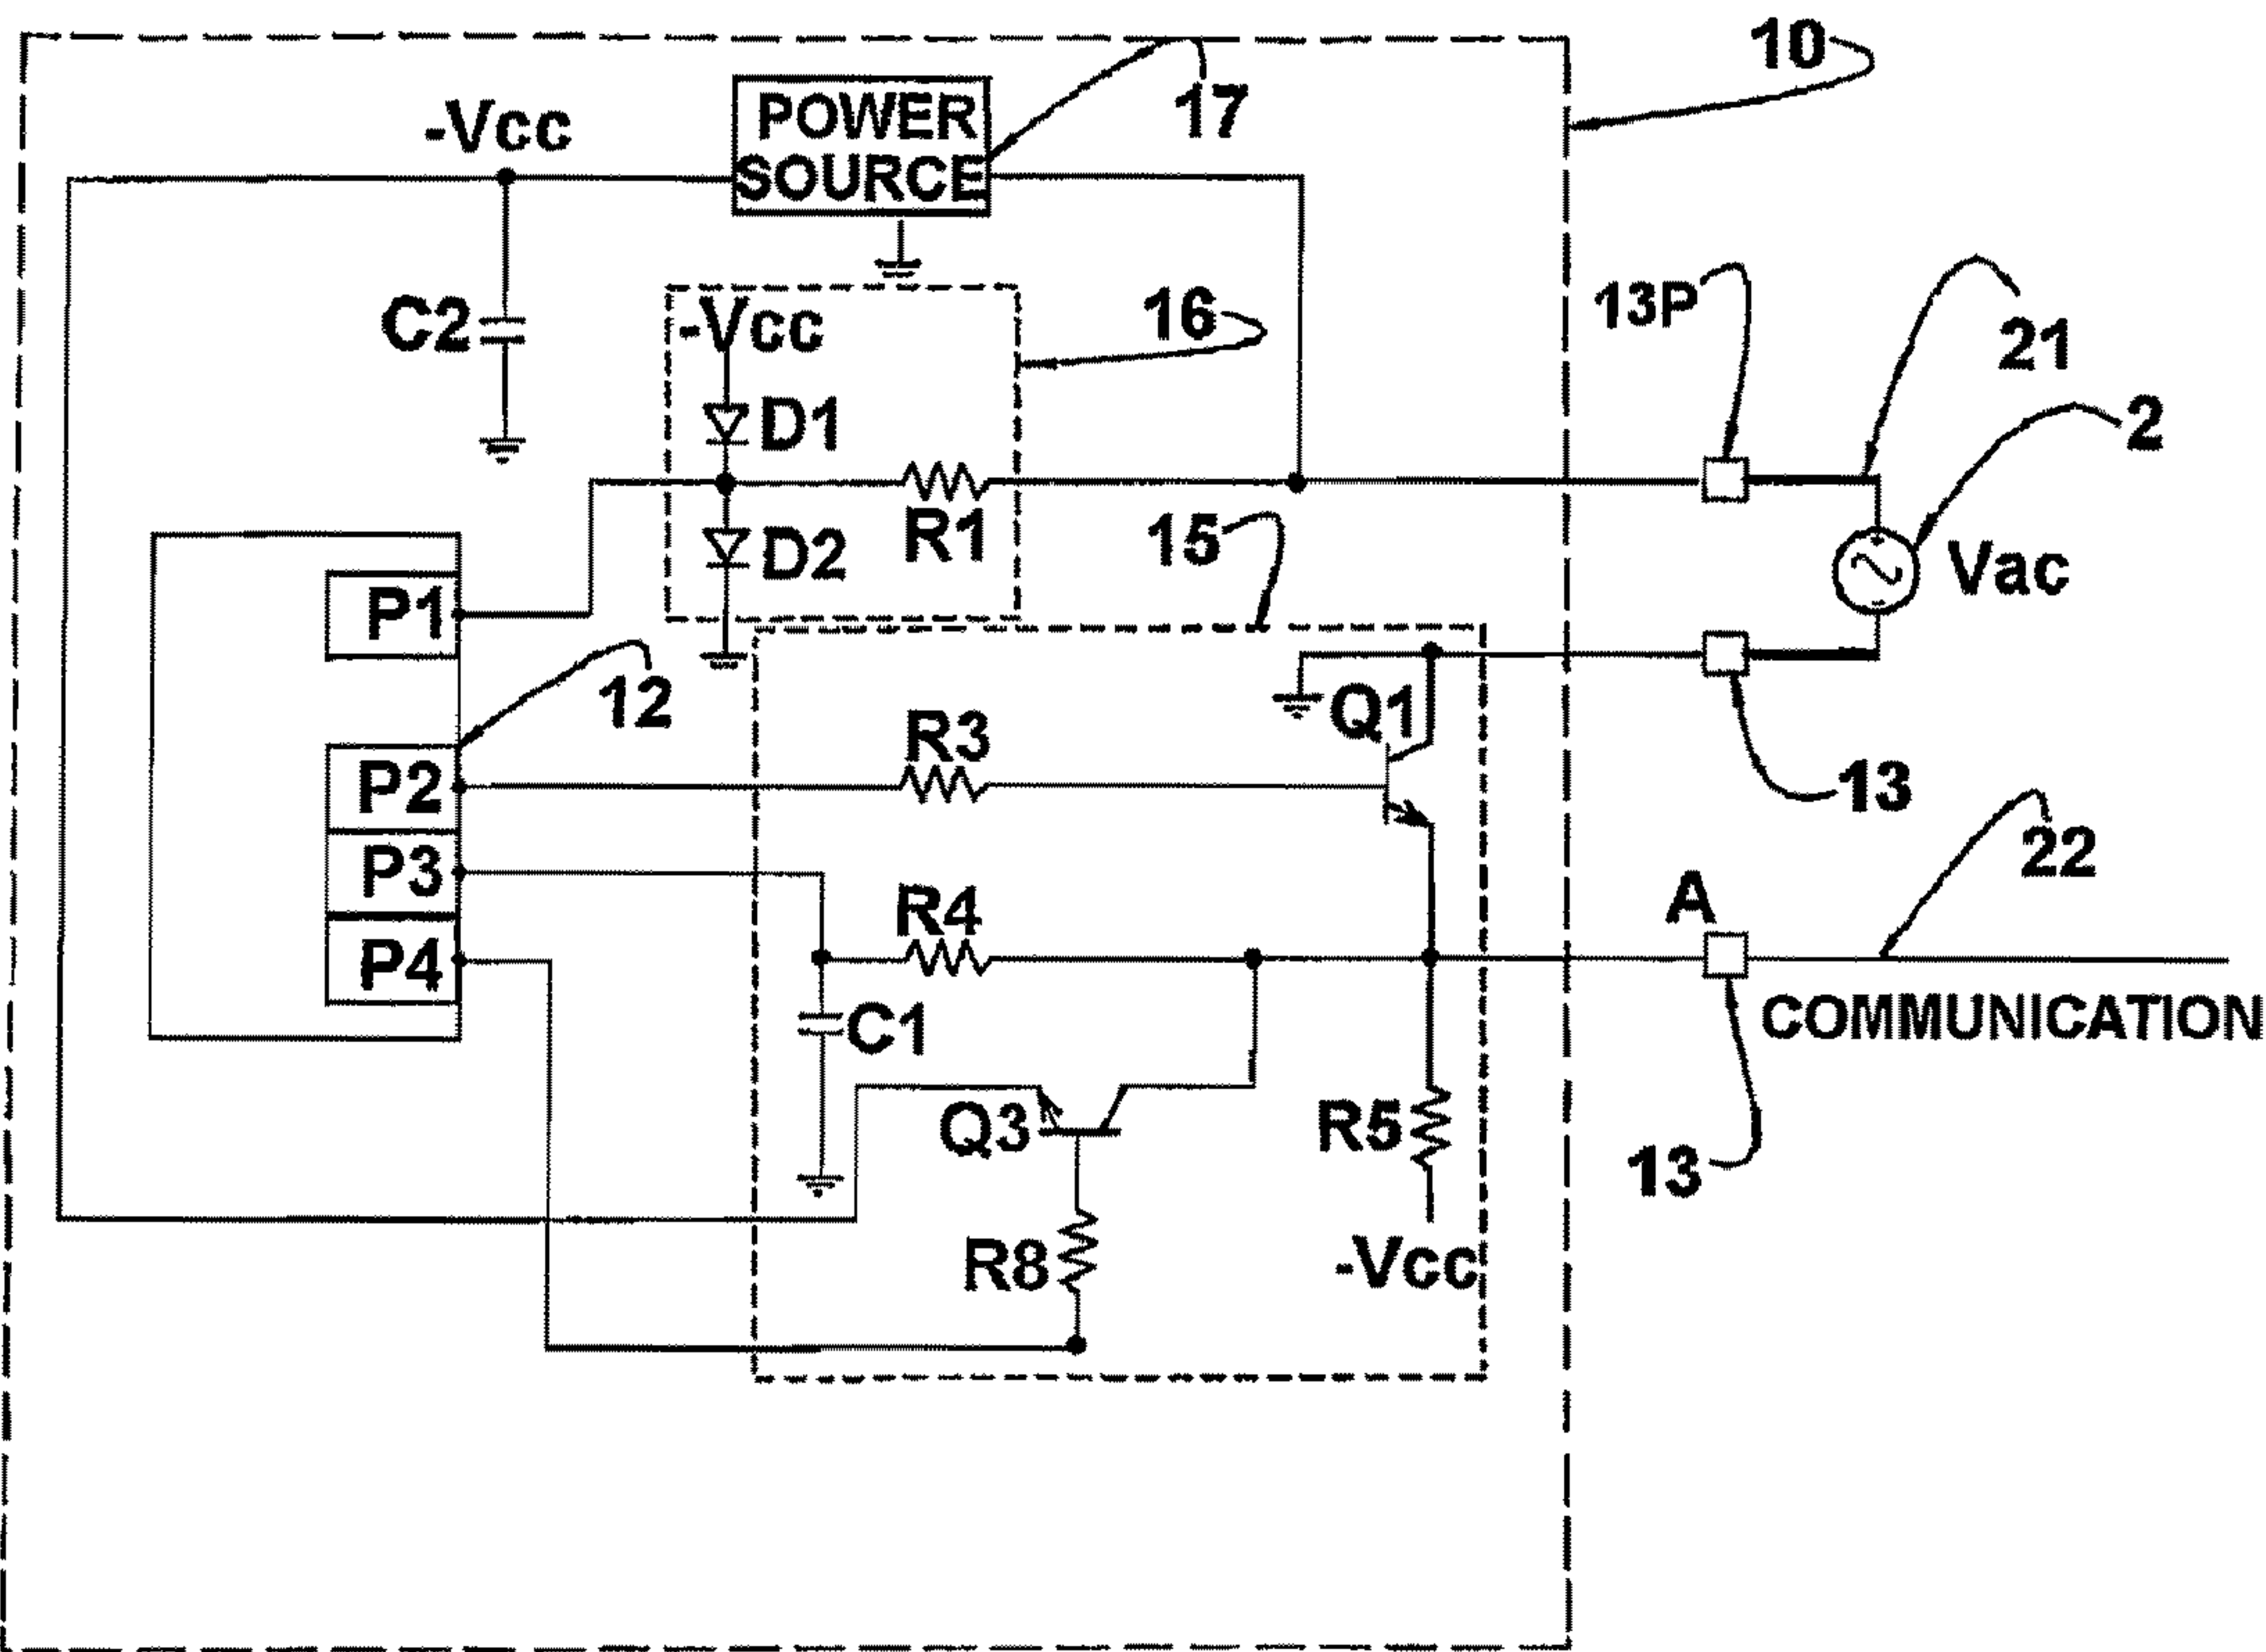 10
POWER
SOURCE
17
-Vcc
C2
-Vcc
16
13P
21
2
D1
R1
D2
15
Vac
P1
12
Q1
R3
P2
13
22
P3
R4
A
P4
C1
COMMUNICATION
Q3
R5
13
R8
-Vcc